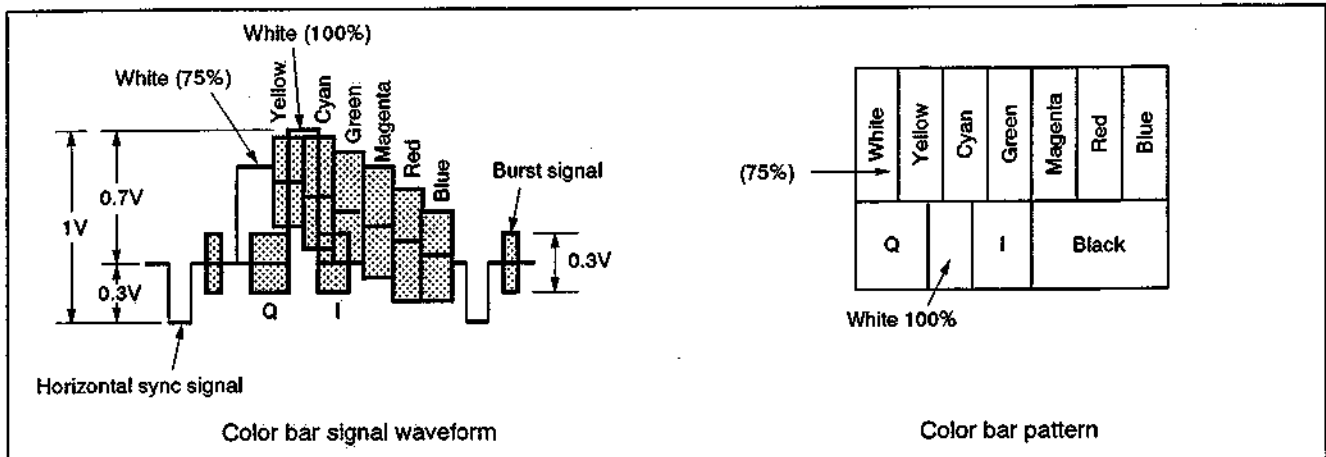 White (100%)
White (75%)
Yellow
Cyan
Green
Magenta
Red
Blue
Burst signal
0.7V
1V
0.3V
0.3V
Q
I
Horizontal sync signal
Color bar signal waveform
White
Yellow
Cyan
Green
Magenta
Red
Blue
(75%)
Q
I
Black
White 100%
Color bar pattern